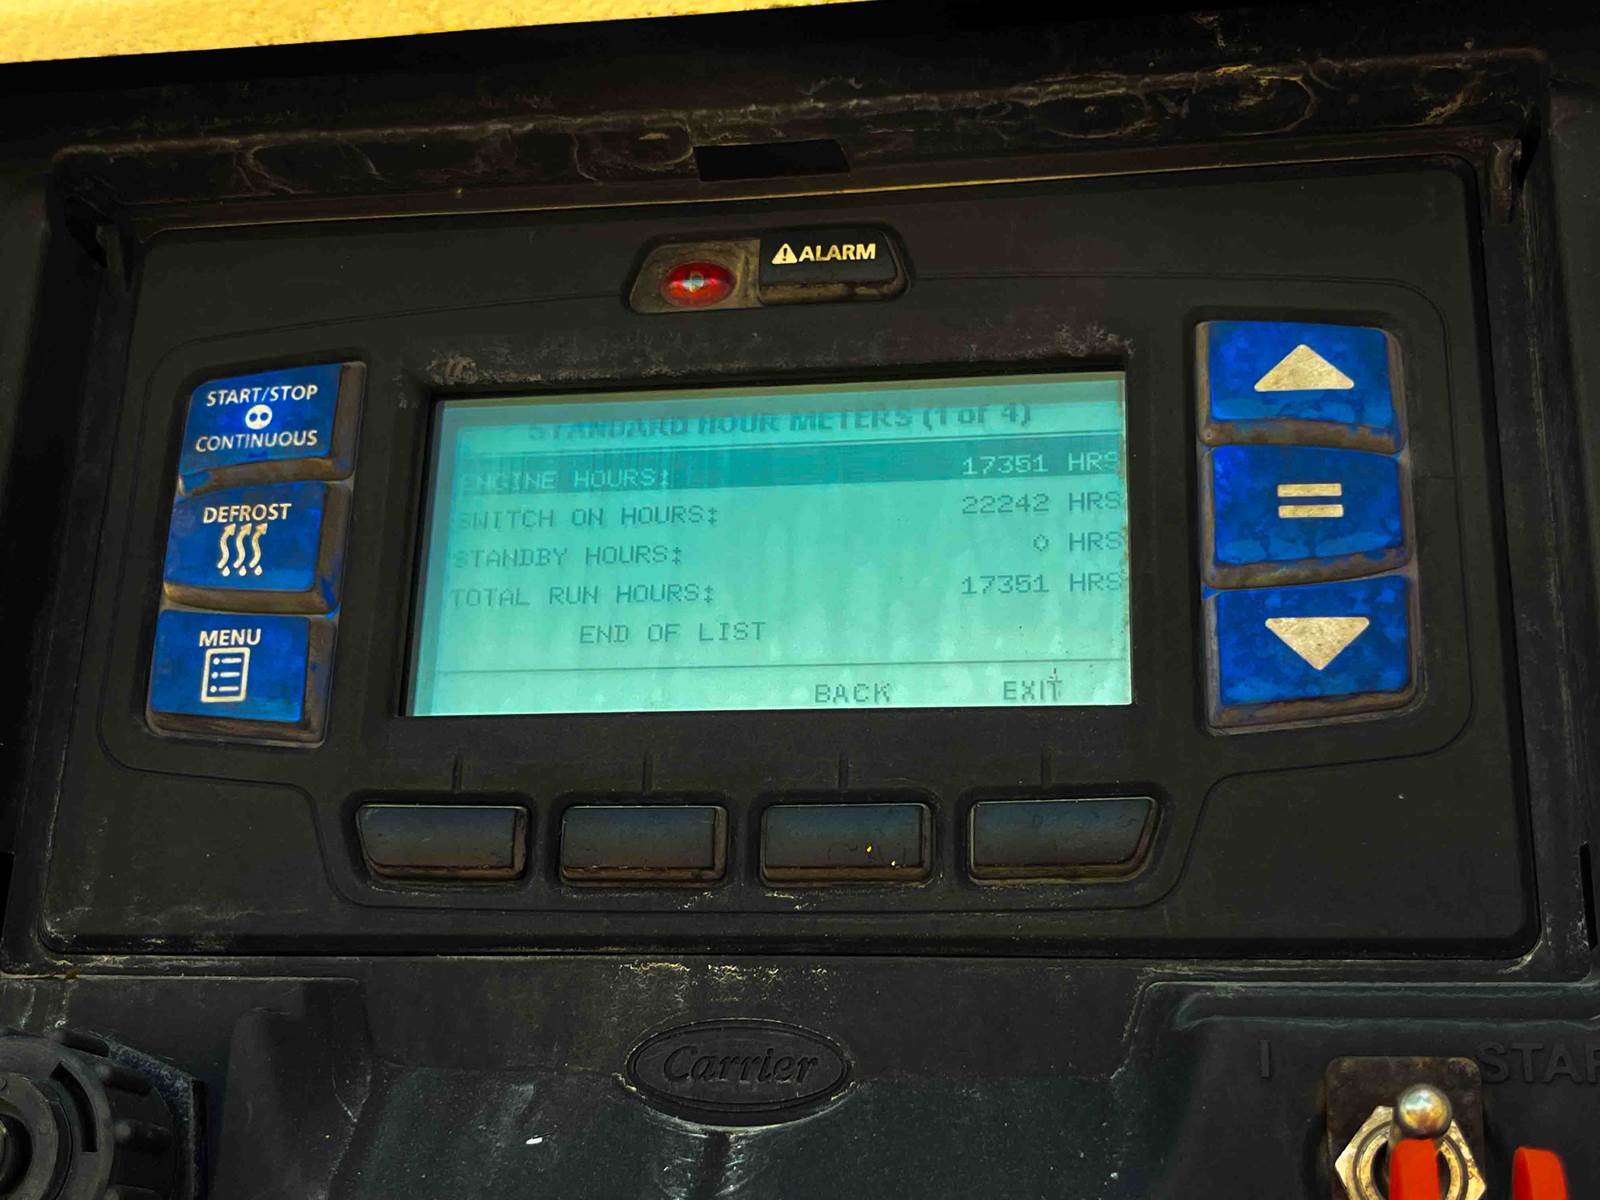 ALARM
START/STOP
CONTINUOUS
DEFROST
MENU
STANDARD HOUR METERS (1 of 4)
ENGINE HOURS: 17351 HRS
SWITCH ON HOURS: 22242 HRS
STANDBY HOURS: 0 HRS
TOTAL RUN HOURS: 17351 HRS
END OF LIST
BACK EXIT
Carrier
I STAR